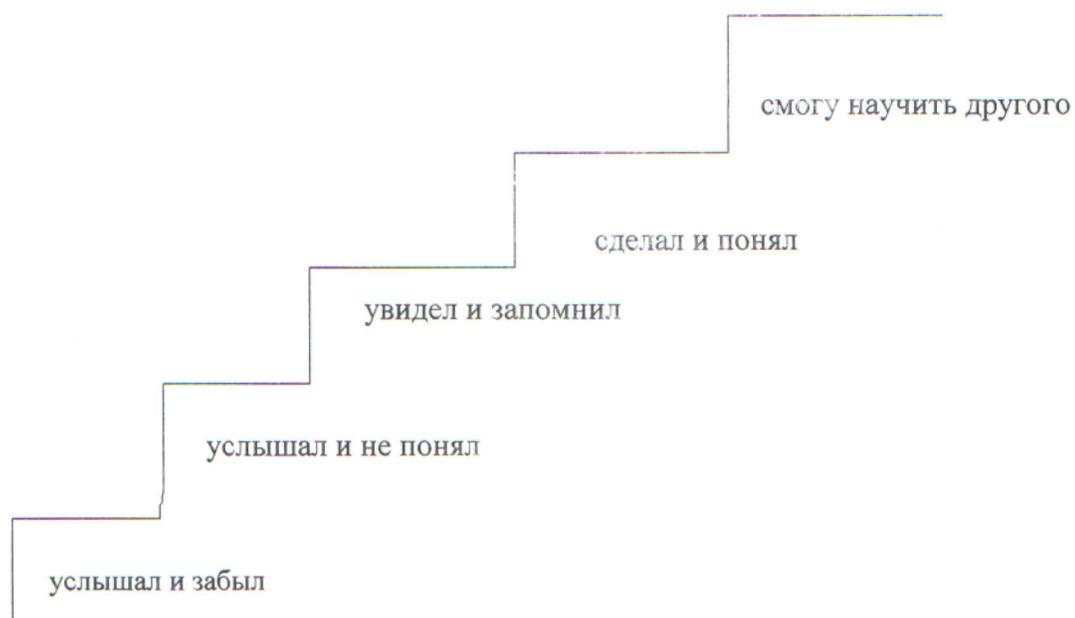 смогу научить другого
сделал и понял
увидел и запомнил
услышал и не понял
услышал и забыл